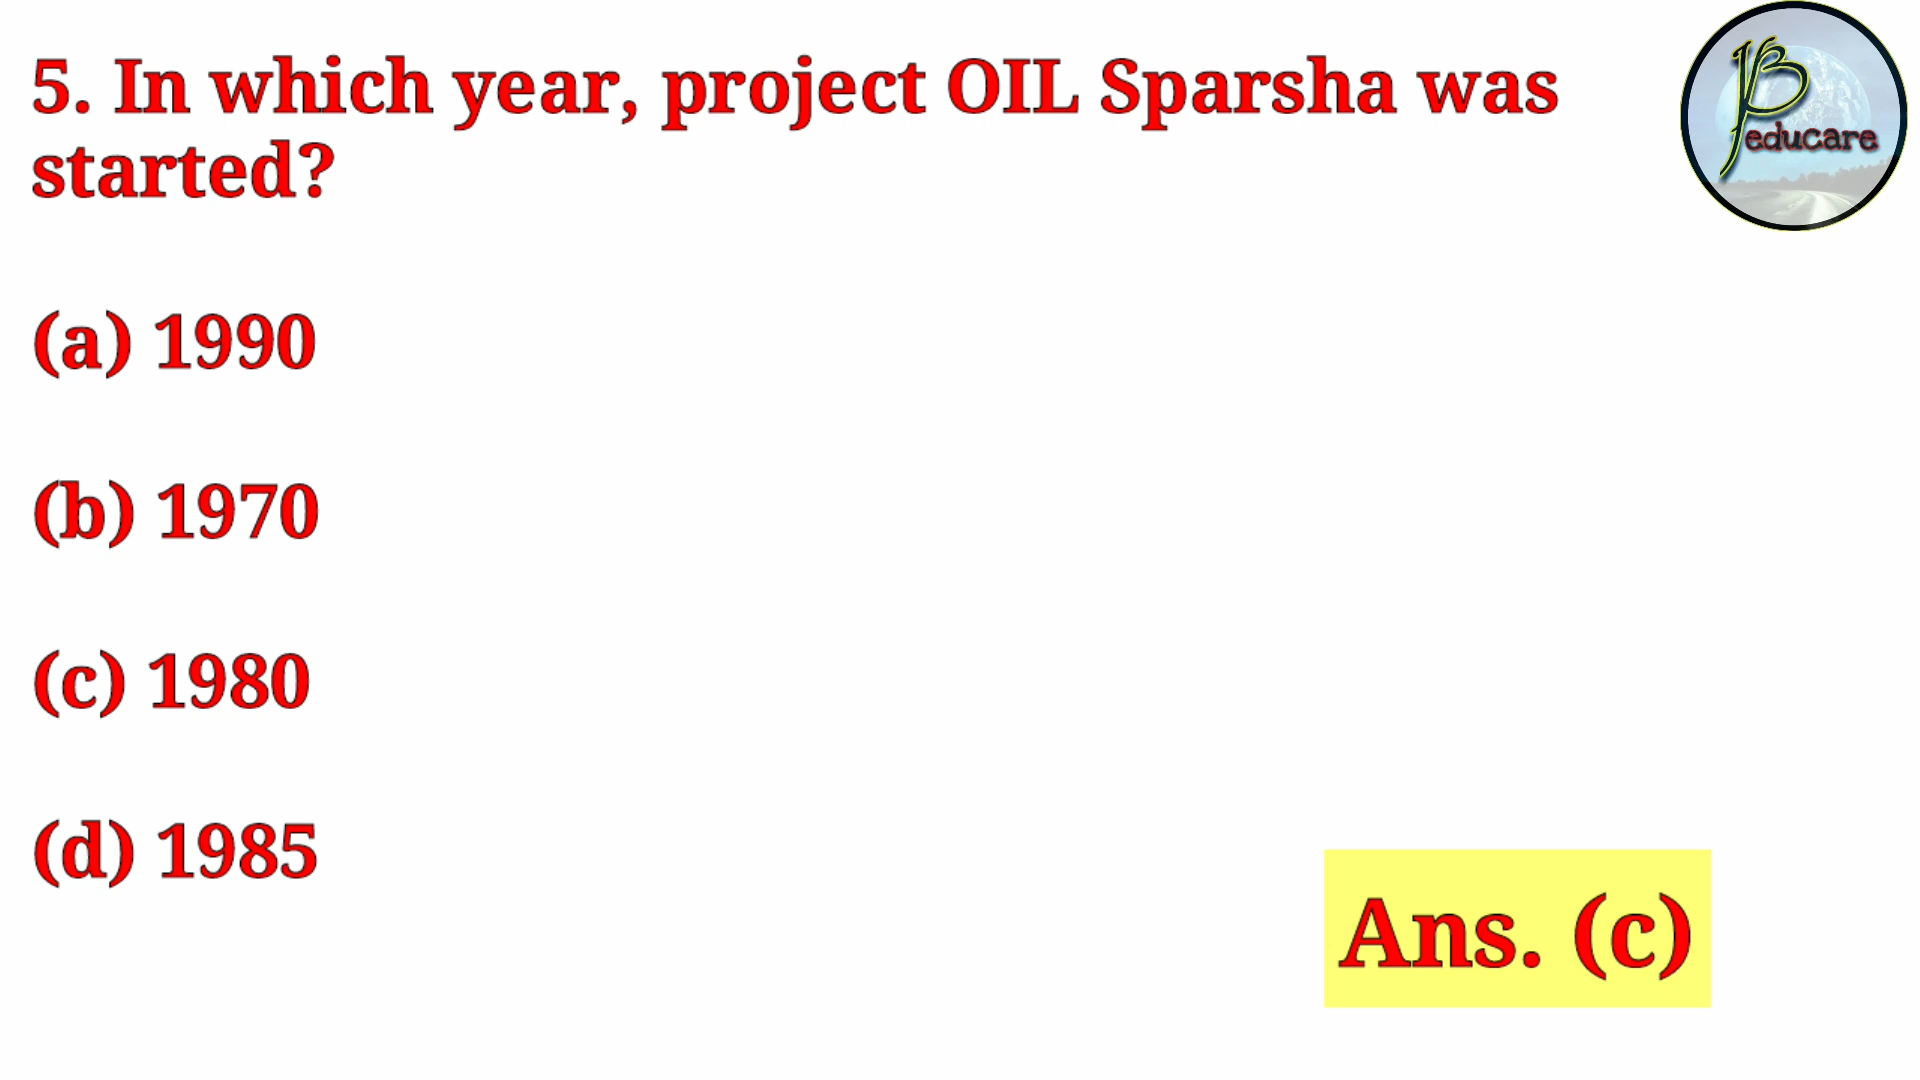 5. In which year, project OIL Sparsha was
started?
(a) 1990
(b) 1970
(c) 1980
(d) 1985
Ans. (c)
educare